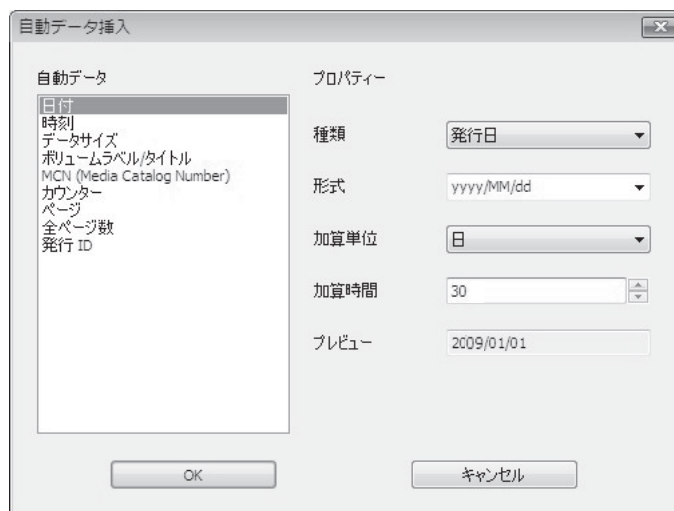 自動データ挿入
自動データ
日付
時刻
データサイズ
ボリュームラベル/タイトル
MCN (Media Catalog Number)
カウンター
ページ
全ページ数
発行 ID
プロパティー
種類
発行日
形式
yyyy/MM/dd
加算単位
日
加算時間
30
プレビュー
2009/01/01
OK
キャンセル